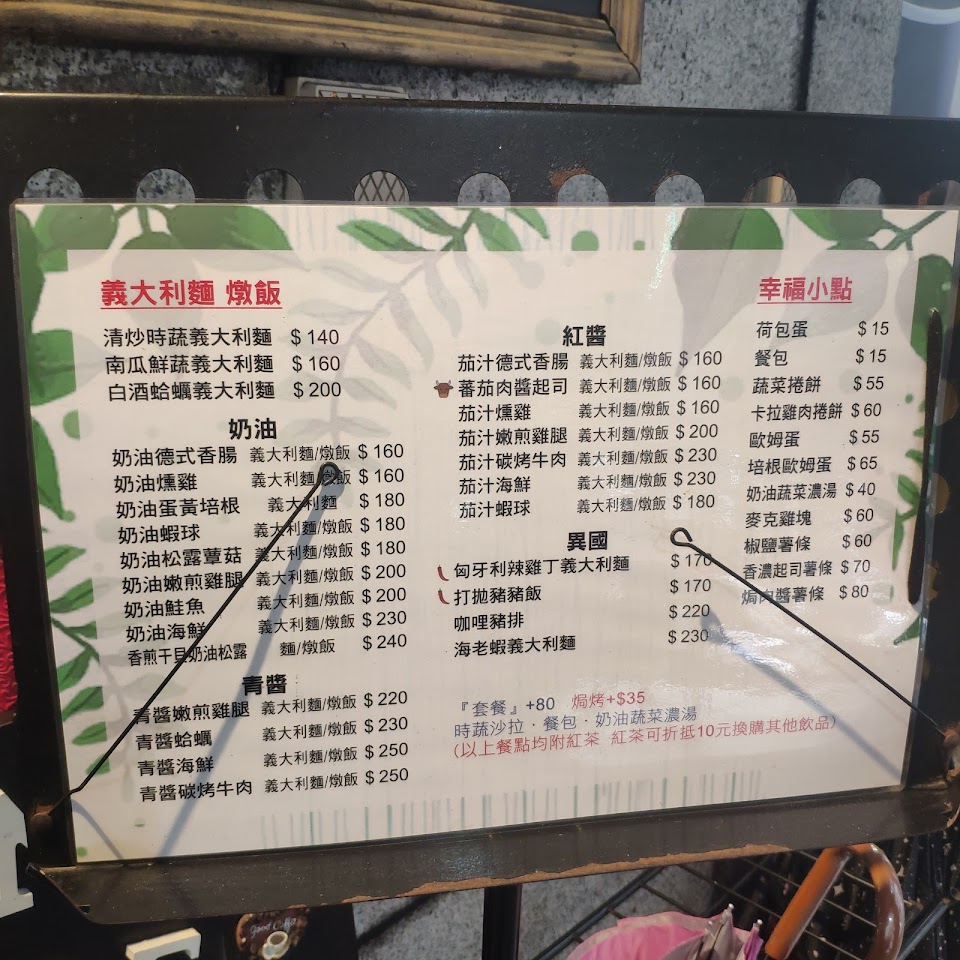 義大利麵 燉飯
清炒時蔬義大利麵 $ 140
南瓜鮮蔬義大利麵 $ 160
白酒蛤蠣義大利麵 $ 200
奶油
奶油德式香腸 義大利麵/燉飯 $ 160
奶油燻雞 義大利麵/燉飯 $ 160
奶油蛋黃培根 義大利麵 $ 180
奶油蝦球 義大利麵/燉飯 $ 180
奶油松露蕈菇 義大利麵/燉飯 $ 180
奶油嫩煎雞腿 義大利麵/燉飯 $ 200
奶油鮭魚 義大利麵/燉飯 $ 200
奶油海鮮 義大利麵/燉飯 $ 230
香煎干貝奶油松露 麵/燉飯 $ 240
青醬
青醬嫩煎雞腿 義大利麵/燉飯 $ 220
青醬蛤蠣 義大利麵/燉飯 $ 230
青醬海鮮 義大利麵/燉飯 $ 250
青醬碳烤牛肉 義大利麵/燉飯 $ 250
紅醬
茄汁德式香腸 義大利麵/燉飯 $ 160
蕃茄肉醬起司 義大利麵/燉飯 $ 160
茄汁燻雞 義大利麵/燉飯 $ 160
茄汁嫩煎雞腿 義大利麵/燉飯 $ 200
茄汁碳烤牛肉 義大利麵/燉飯 $ 230
茄汁海鮮 義大利麵/燉飯 $ 230
茄汁蝦球 義大利麵/燉飯 $ 180
異國
匈牙利辣雞丁義大利麵 $ 170
打拋豬豬飯 $ 170
咖哩豬排 $ 220
海老蝦義大利麵 $ 230
『套餐』+80 焗烤+$35
時蔬沙拉．餐包．奶油蔬菜濃湯
(以上餐點均附紅茶 紅茶可折抵10元換購其他飲品)
幸福小點
荷包蛋 $ 15
餐包 $ 15
蔬菜捲餅 $ 55
卡拉雞肉捲餅 $ 60
歐姆蛋 $ 55
培根歐姆蛋 $ 65
奶油蔬菜濃湯 $ 40
麥克雞塊 $ 60
椒鹽薯條 $ 60
香濃起司薯條 $ 70
焗肉醬薯條 $ 80
Good Coffee